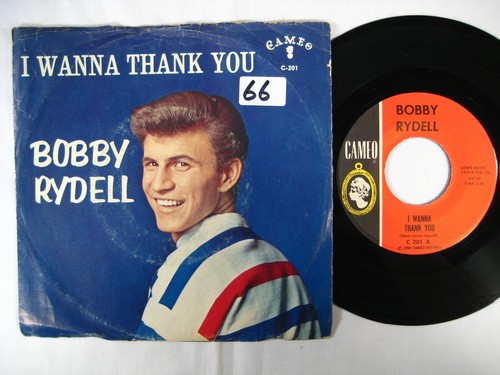 I WANNA THANK YOU
CAMEO
C-201
66
BOBBY
RYDELL
BOBBY
RYDELL
CAMEO
I WANNA
THANK YOU
C 201 A